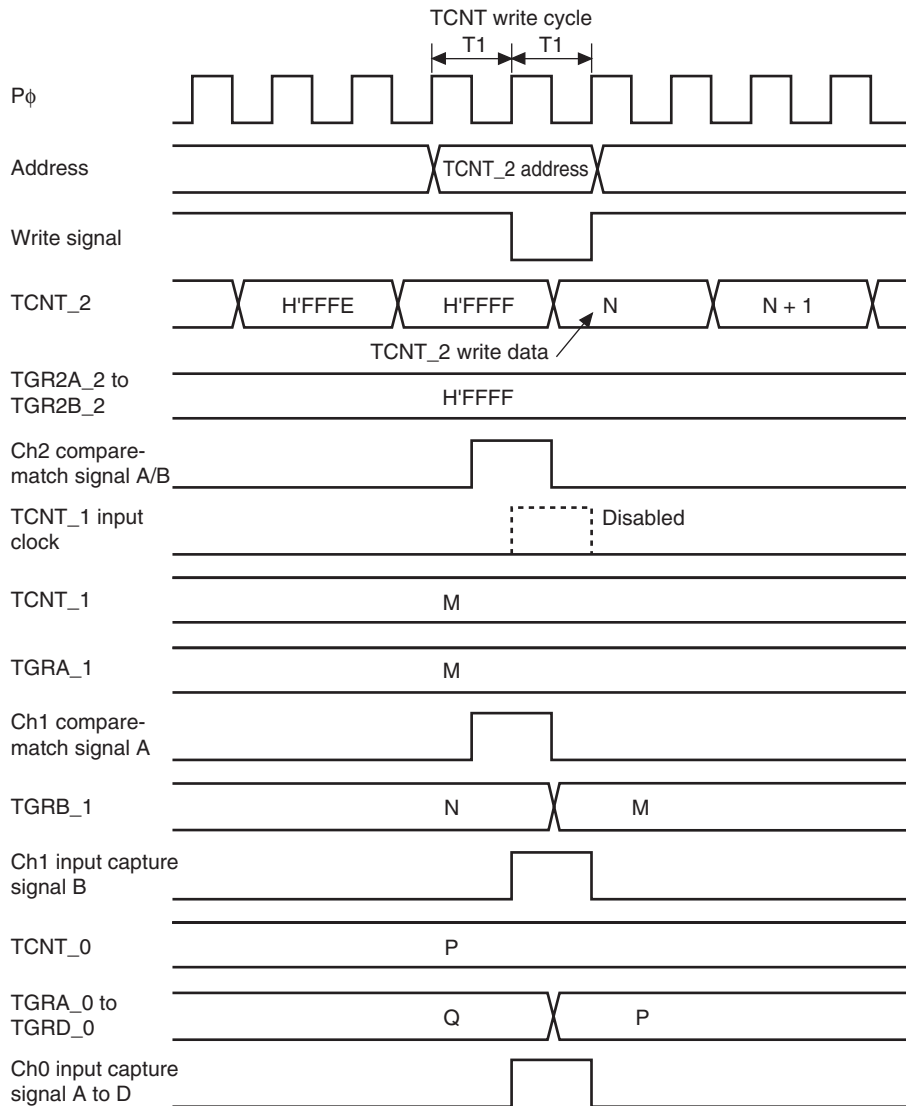 TCNT write cycle
T1 T1
Pϕ
Address
TCNT_2 address
Write signal
TCNT_2
H'FFFE
H'FFFF
N
N + 1
TCNT_2 write data
TGR2A_2 to
TGR2B_2
H'FFFF
Ch2 compare-
match signal A/B
TCNT_1 input
clock
Disabled
TCNT_1
M
TGRA_1
M
Ch1 compare-
match signal A
TGRB_1
N
M
Ch1 input capture
signal B
TCNT_0
P
TGRA_0 to
TGRD_0
Q
P
Ch0 input capture
signal A to D